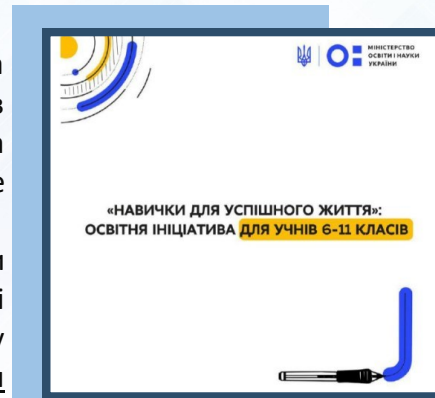 МІНІСТЕРСТВО
ОСВІТИ І НАУКИ
УКРАЇНИ
«НАВИЧКИ ДЛЯ УСПІШНОГО ЖИТТЯ»:
ОСВІТНЯ ІНІЦІАТИВА ДЛЯ УЧНІВ 6-11 КЛАСІВ